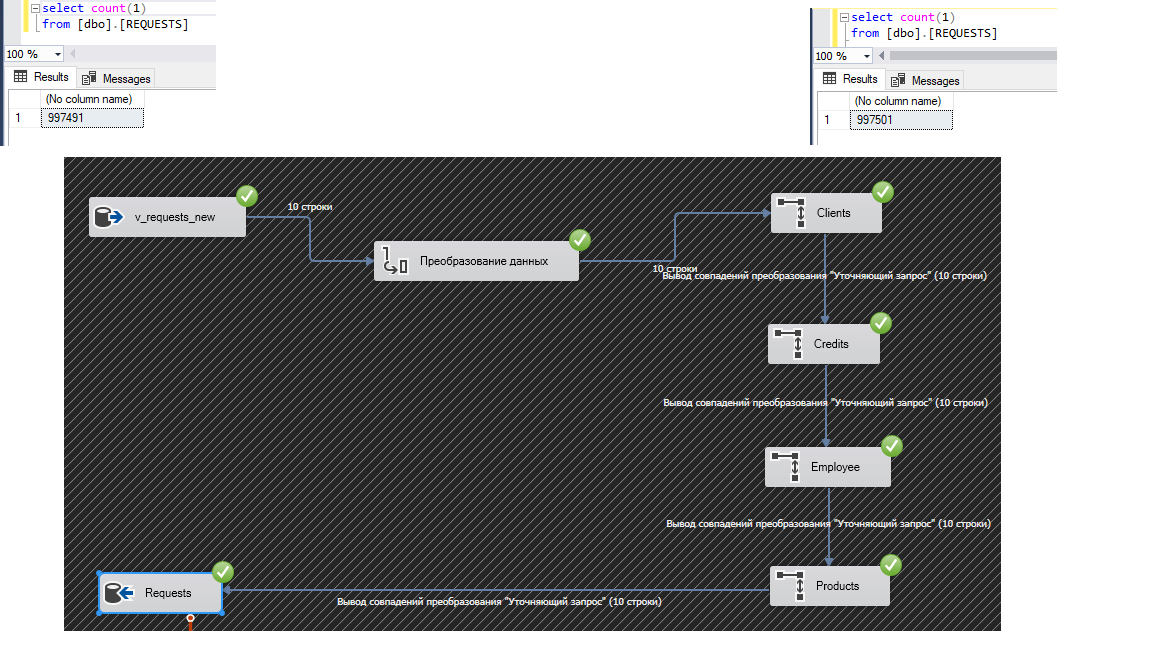 select count(1)
from [dbo].[REQUESTS]
100 %
Results
Messages
(No column name)
1
997491
select count(1)
from [dbo].[REQUESTS]
100 %
Results
Messages
(No column name)
1
997501
v_requests_new
10 строки
Преобразование данных
10 строки
Clients
Вывод совпадений преобразования "Уточняющий запрос" (10 строки)
Credits
Вывод совпадений преобразования "Уточняющий запрос" (10 строки)
Employee
Вывод совпадений преобразования "Уточняющий запрос" (10 строки)
Products
Вывод совпадений преобразования "Уточняющий запрос" (10 строки)
Requests